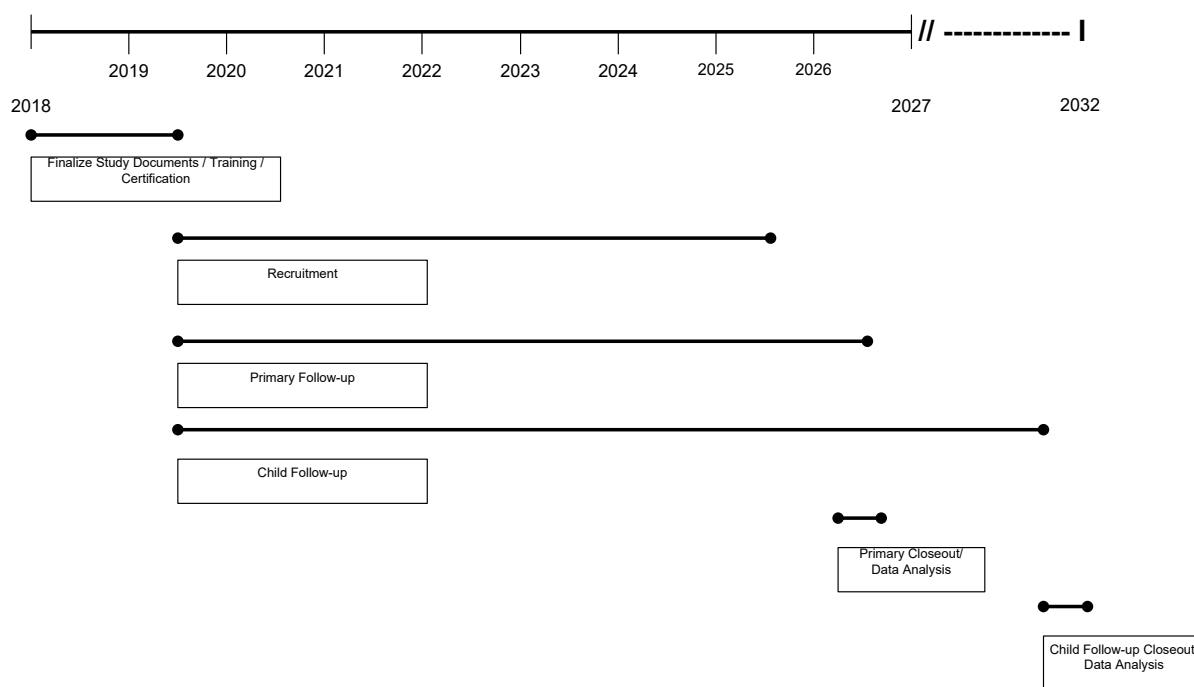 //
2019 2020 2021 2022 2023 2024 2025 2026
2018 2027 2032
Finalize Study Documents / Training /
Certification
Recruitment
Primary Follow-up
Child Follow-up
Primary Closeout/
Data Analysis
Child Follow-up Closeout
Data Analysis